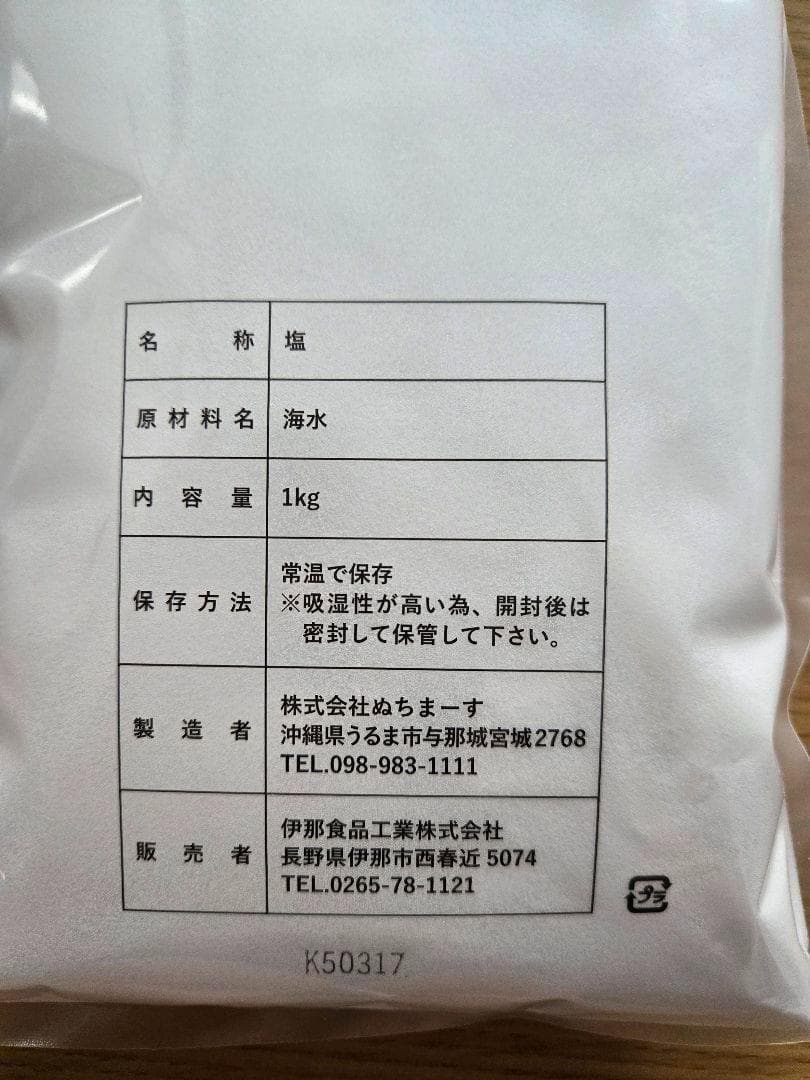 名称 塩
原材料名 海水
内容量 1kg
保存方法 常温で保存
※吸湿性が高い為、開封後は
密封して保管して下さい。
製造者 株式会社ぬちまーす
沖縄県うるま市与那城宮城2768
TEL.098-983-1111
販売者 伊那食品工業株式会社
長野県伊那市西春近5074
TEL.0265-78-1121
プラ
K50317